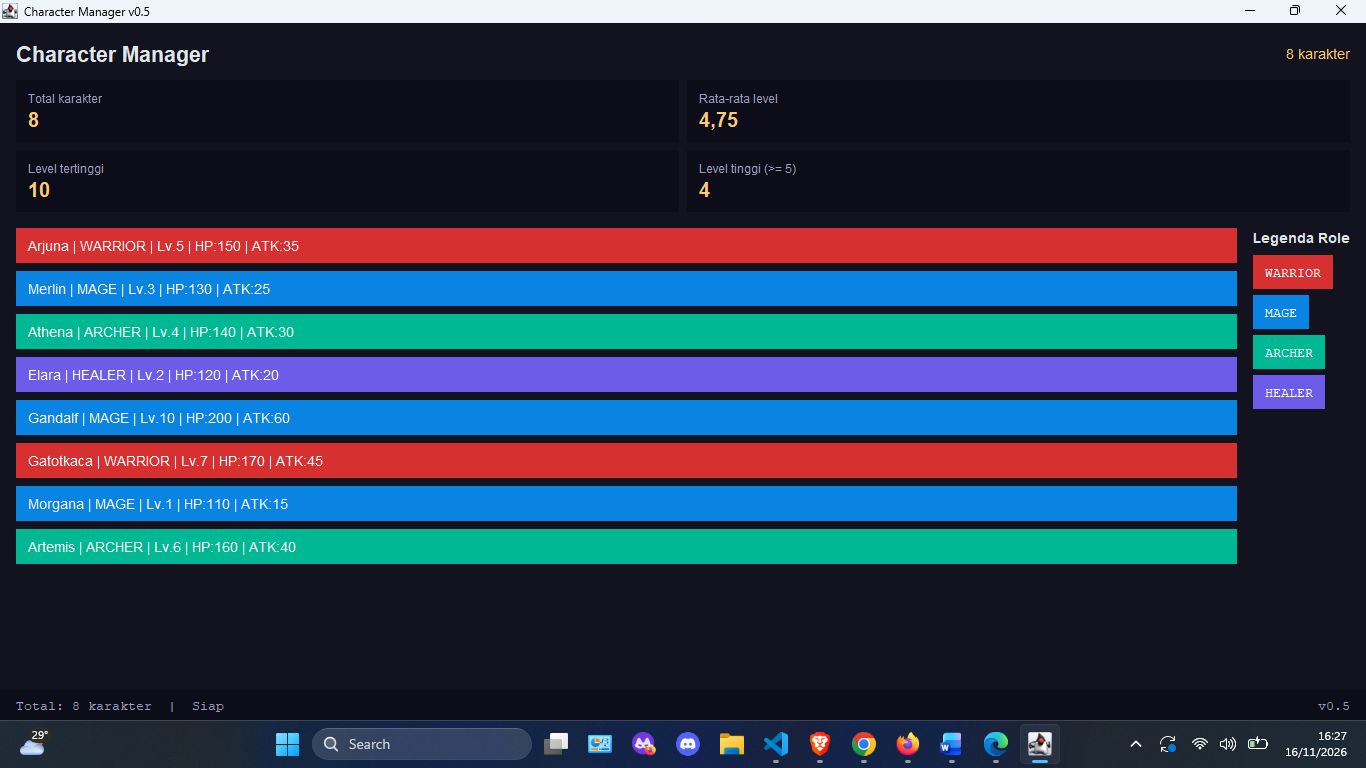 Character Manager v0.5
Character Manager
8 karakter
Total karakter
8
Rata-rata level
4,75
Level tertinggi
10
Level tinggi (>= 5)
4
Arjuna | WARRIOR | Lv.5 | HP:150 | ATK:35
Merlin | MAGE | Lv.3 | HP:130 | ATK:25
Athena | ARCHER | Lv.4 | HP:140 | ATK:30
Elara | HEALER | Lv.2 | HP:120 | ATK:20
Gandalf | MAGE | Lv.10 | HP:200 | ATK:60
Gatotkaca | WARRIOR | Lv.7 | HP:170 | ATK:45
Morgana | MAGE | Lv.1 | HP:110 | ATK:15
Artemis | ARCHER | Lv.6 | HP:160 | ATK:40
Legenda Role
WARRIOR
MAGE
ARCHER
HEALER
Total: 8 karakter | Siap
v0.5
29°
Search
16:27
16/11/2026